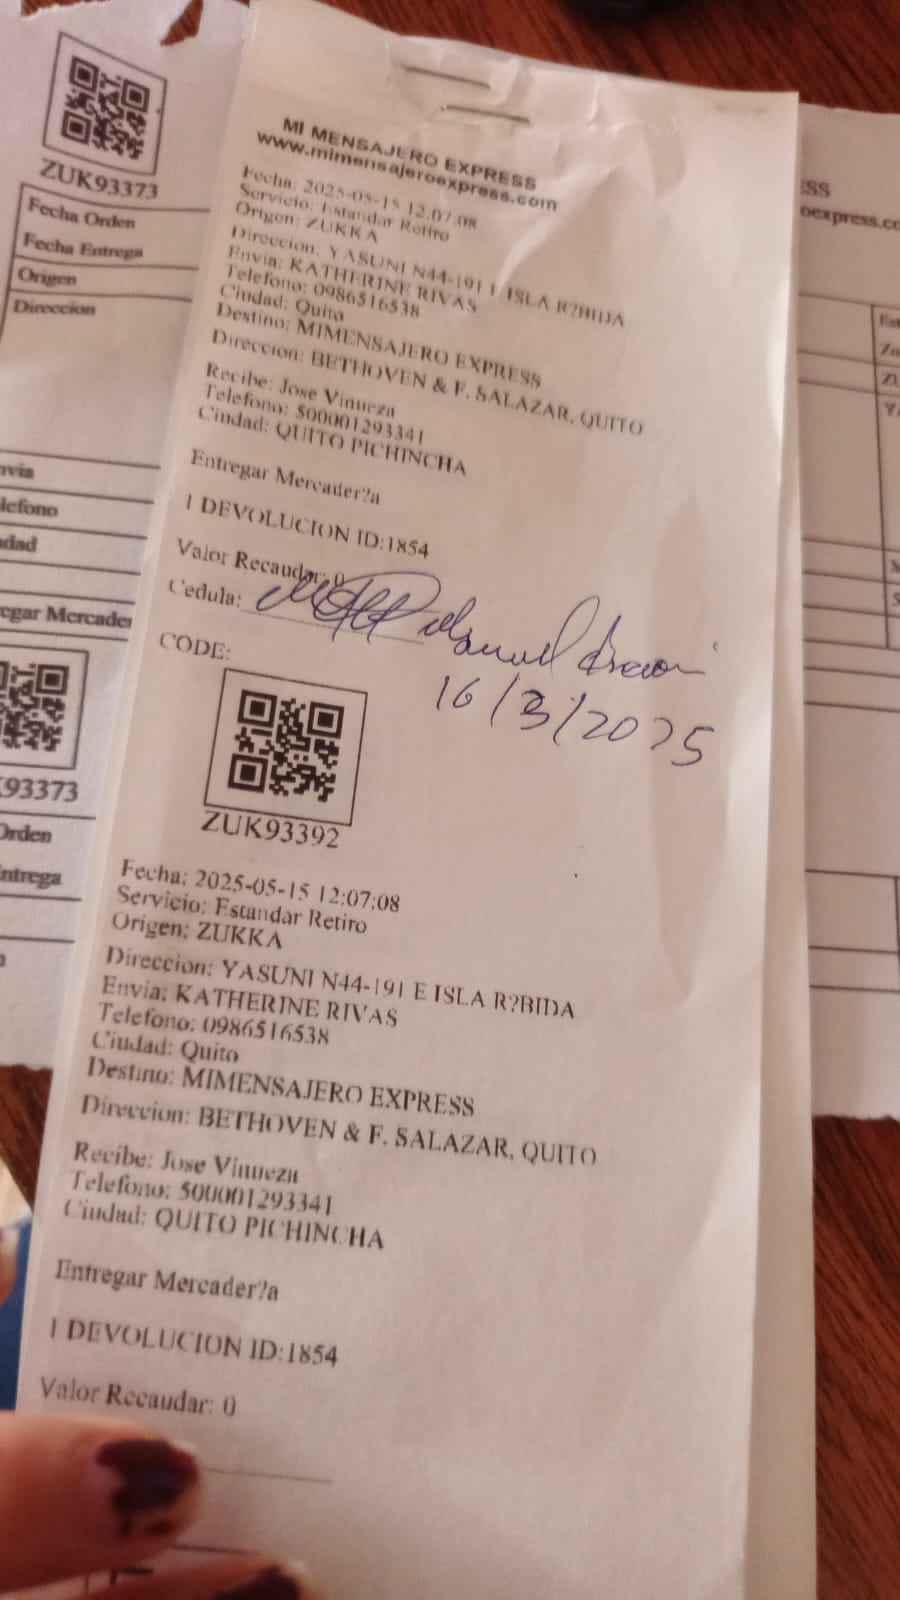 ZUK93373
Fecha Orden
Fecha Entrega
Origen
Direccion
MI MENSAJERO EXPRESS
www.mimensajeroexpress.com
Fecha: 2025-05-15 12:07:08
Servicio: Estandar Retiro
Origen: ZUKKA
Direccion: YASUNI N44-191 E ISLA R?BIDA
Envia: KATHERINE RIVAS
Telefono: 0986516538
Ciudad: Quito
Destino: MIMENSAJERO EXPRESS
Direccion: BETHOVEN & F. SALAZAR, QUITO
Recibe: Jose Vinueza
Telefono: 500001293341
Ciudad: QUITO PICHINCHA
Entregar Mercader?a
1 DEVOLUCION ID:1854
Valor Recaudar: 0
Cedula:
Manuel
16/3/2025
CODE:
ZUK93392
Fecha: 2025-05-15 12:07:08
Servicio: Estandar Retiro
Origen: ZUKKA
Direccion: YASUNI N44-191 E ISLA R?BIDA
Envia: KATHERINE RIVAS
Telefono: 0986516538
Ciudad: Quito
Destino: MIMENSAJERO EXPRESS
Direccion: BETHOVEN & F. SALAZAR, QUITO
Recibe: Jose Vinueza
Telefono: 500001293341
Ciudad: QUITO PICHINCHA
Entregar Mercader?a
1 DEVOLUCION ID:1854
Valor Recaudar: 0